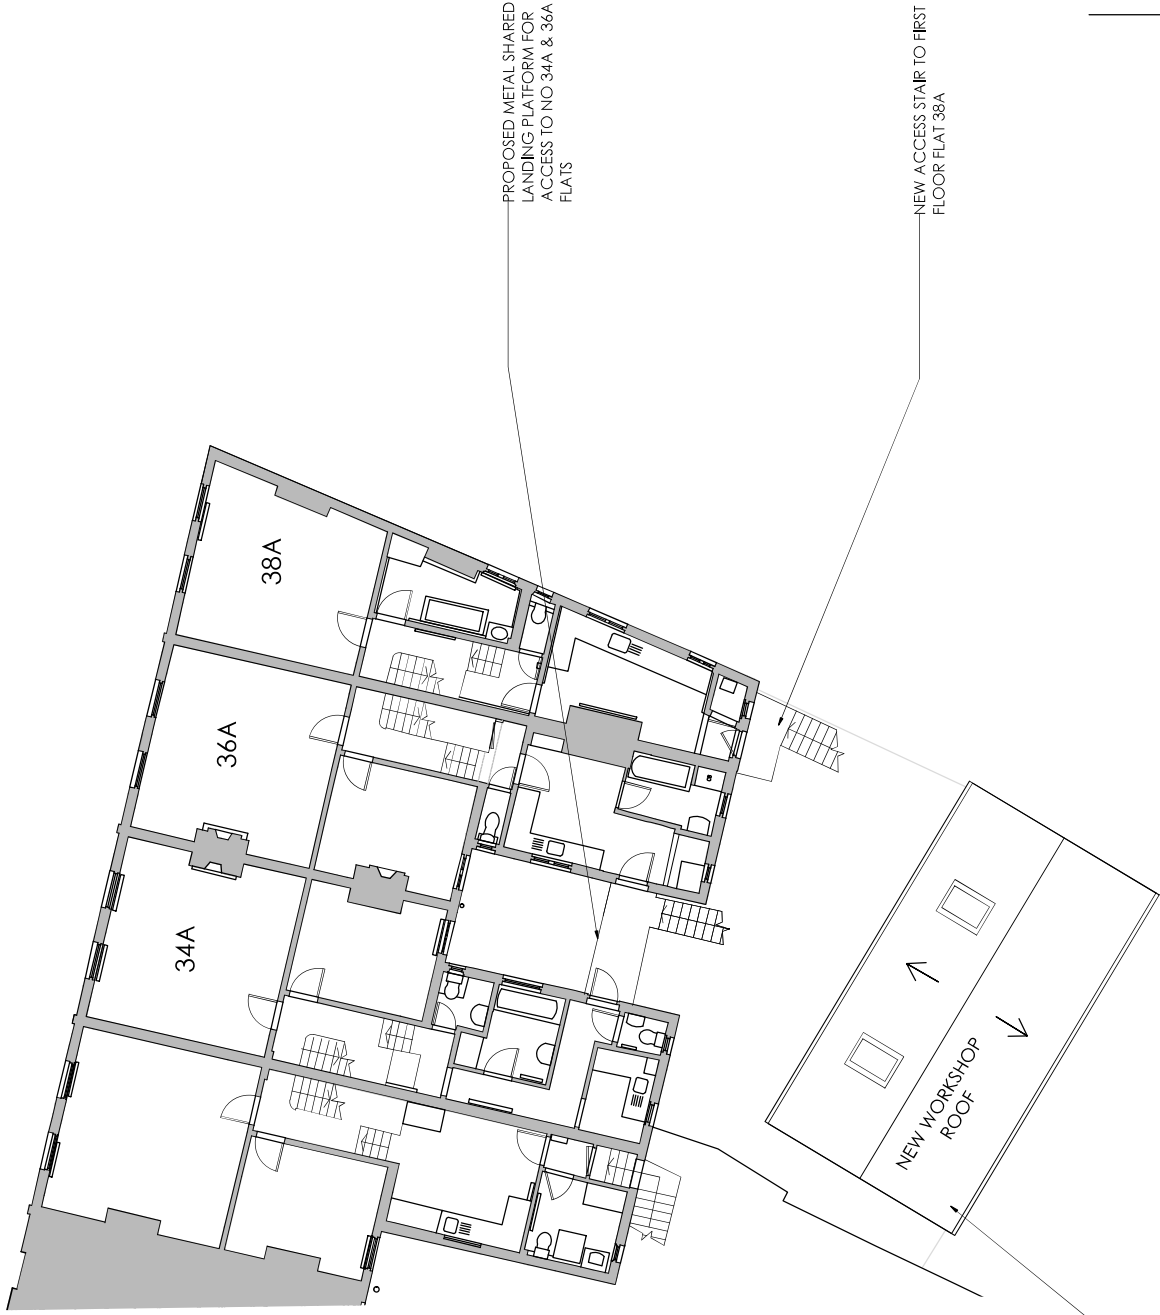 PROPOSED METAL SHARED
LANDING PLATFORM FOR
ACCESS TO NO 34A & 36A
FLATS
NEW ACCESS STAIR TO FIRST
FLOOR FLAT 38A
38A
36A
34A
NEW WORKSHOP
ROOF